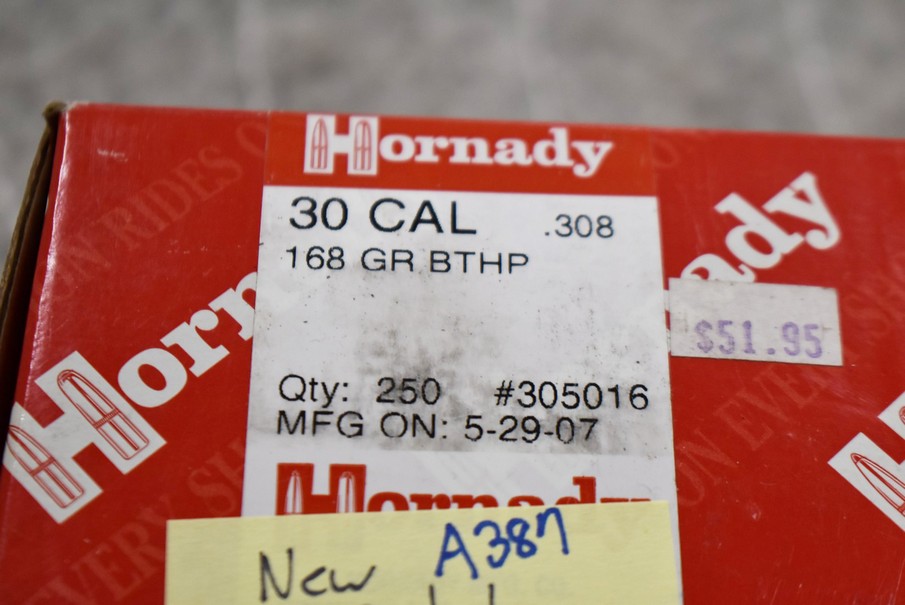 Hornady
30 CAL .308
168 GR BTHP
Hornady
$51.95
Qty: 250 #305016
MFG ON: 5-29-07
Hornady
New A387